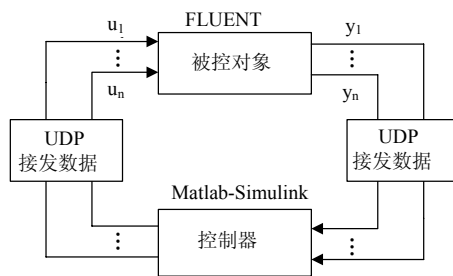 FLUENT
u1
⋮
un
被控对象
y1
⋮
yn
UDP
接发数据
UDP
接发数据
Matlab-Simulink
控制器
⋮
⋮